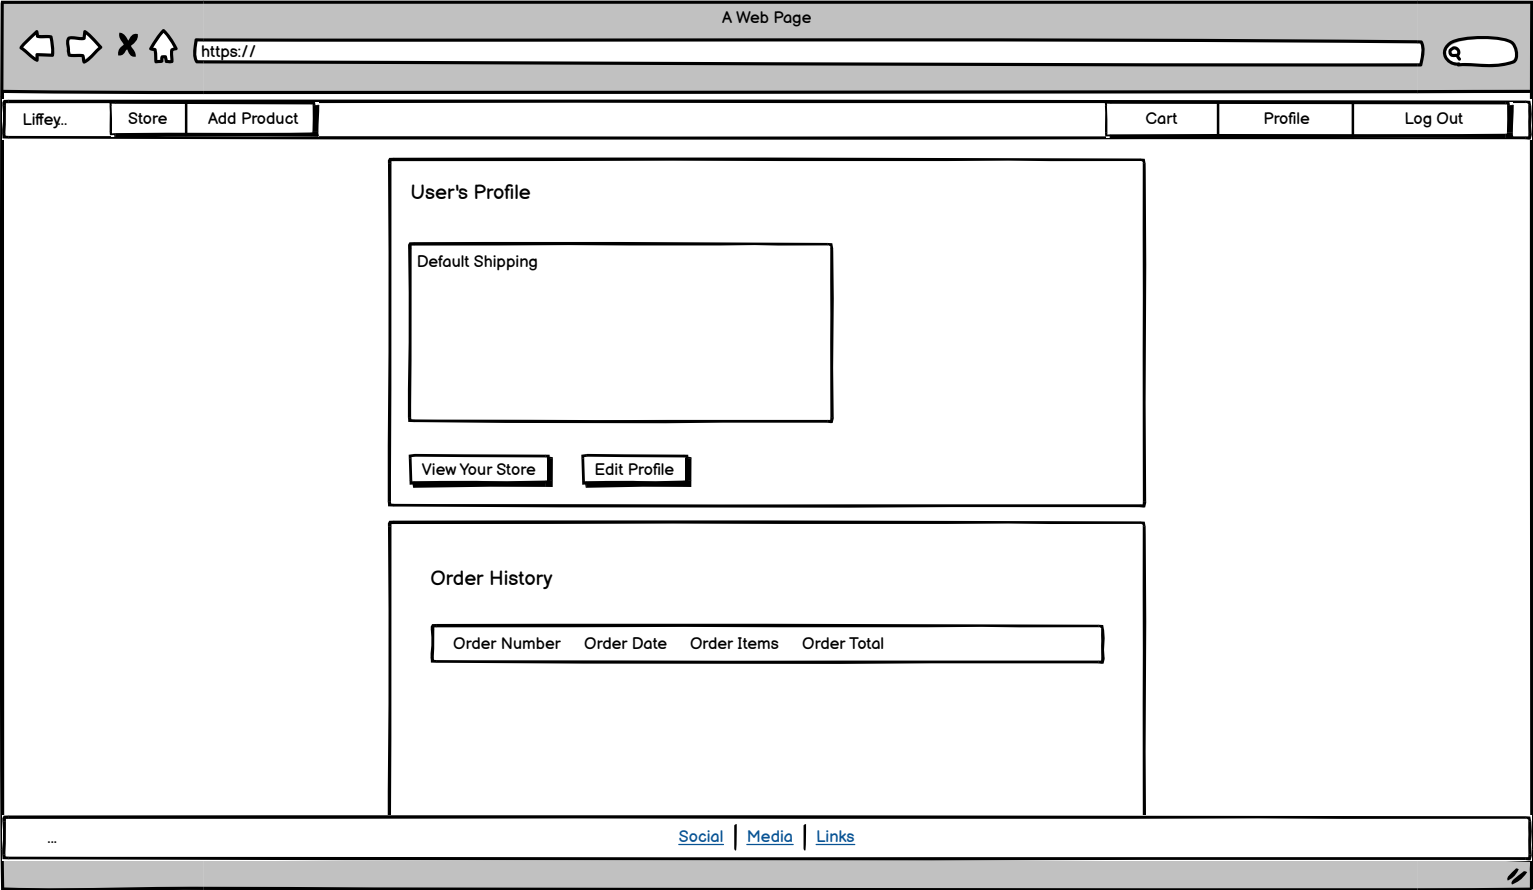 A Web Page
https://
Liffey... Store Add Product Cart Profile Log Out
User's Profile
Default Shipping
View Your Store Edit Profile
Order History
Order Number Order Date Order Items Order Total
... Social Media Links